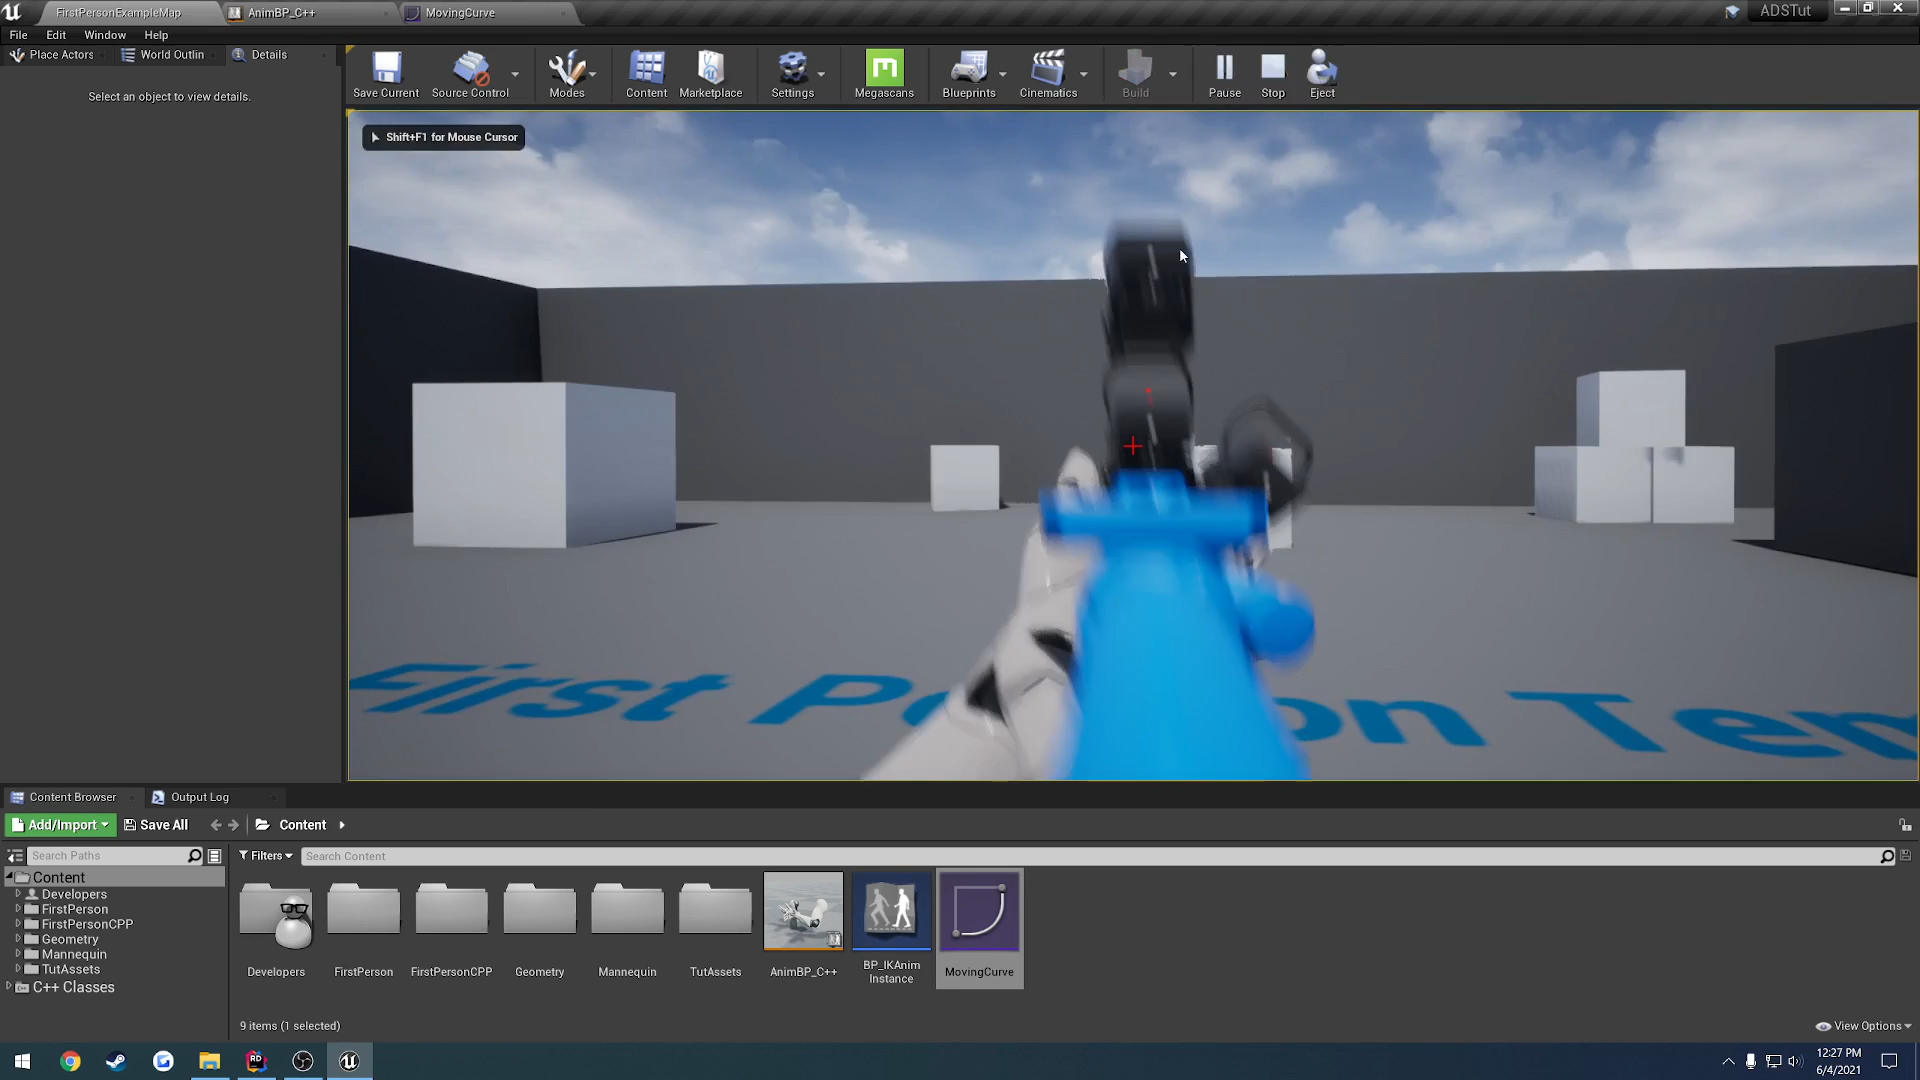 FirstPersonExampleMap
AnimBP_C++
MovingCurve
ADSTut
File Edit Window Help
Place Actors
World Outlin
Details
Select an object to view details.
Save Current
Source Control
Modes
Content
Marketplace
Settings
Megascans
Blueprints
Cinematics
Build
Pause
Stop
Eject
Shift+F1 for Mouse Cursor
First P on Tem
Content Browser
Output Log
Add/Import
Save All
Content
Search Paths
Filters
Search Content
Content
Developers
FirstPerson
FirstPersonCPP
Geometry
Mannequin
TutAssets
C++ Classes
Developers
FirstPerson
FirstPersonCPP
Geometry
Mannequin
TutAssets
AnimBP_C++
BP_IKAnim
Instance
MovingCurve
9 items (1 selected)
View Options
RD
12:27 PM
6/4/2021